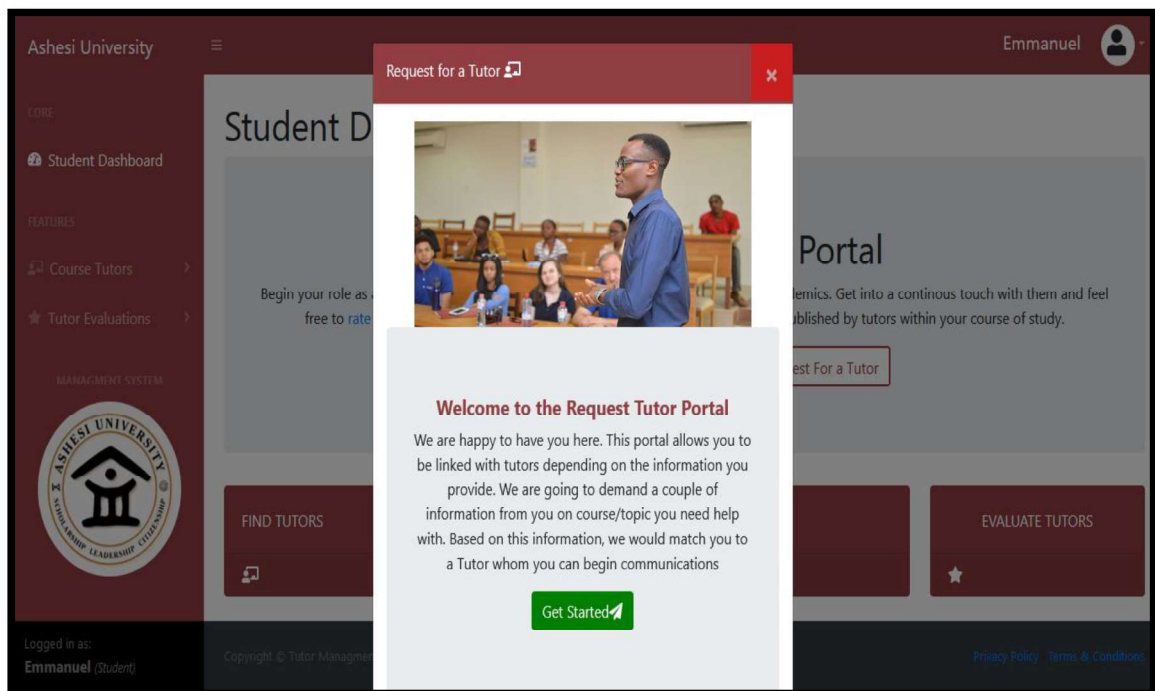 Ashesi University
Emmanuel
Request for a Tutor
×
CORE
Student D
Student Dashboard
FEATURES
Portal
Course Tutors
Begin your role as
demics. Get into a continous touch with them and feel
Tutor Evaluations
free to rate
ublished by tutors within your course of study.
est For a Tutor
MANAGMENT SYSTEM
Welcome to the Request Tutor Portal
We are happy to have you here. This portal allows you to
be linked with tutors depending on the information you
provide. We are going to demand a couple of
information from you on course/topic you need help
with. Based on this information, we would match you to
a Tutor whom you can begin communications
Get Started
ASHESI UNIVERSITY
SCHOLARSHIP LEADERSHIP CITIZENSHIP
FIND TUTORS
EVALUATE TUTORS
Logged in as:
Emmanuel (Student)
Copyright © Tutor Managmen
Privacy Policy Terms & Conditions